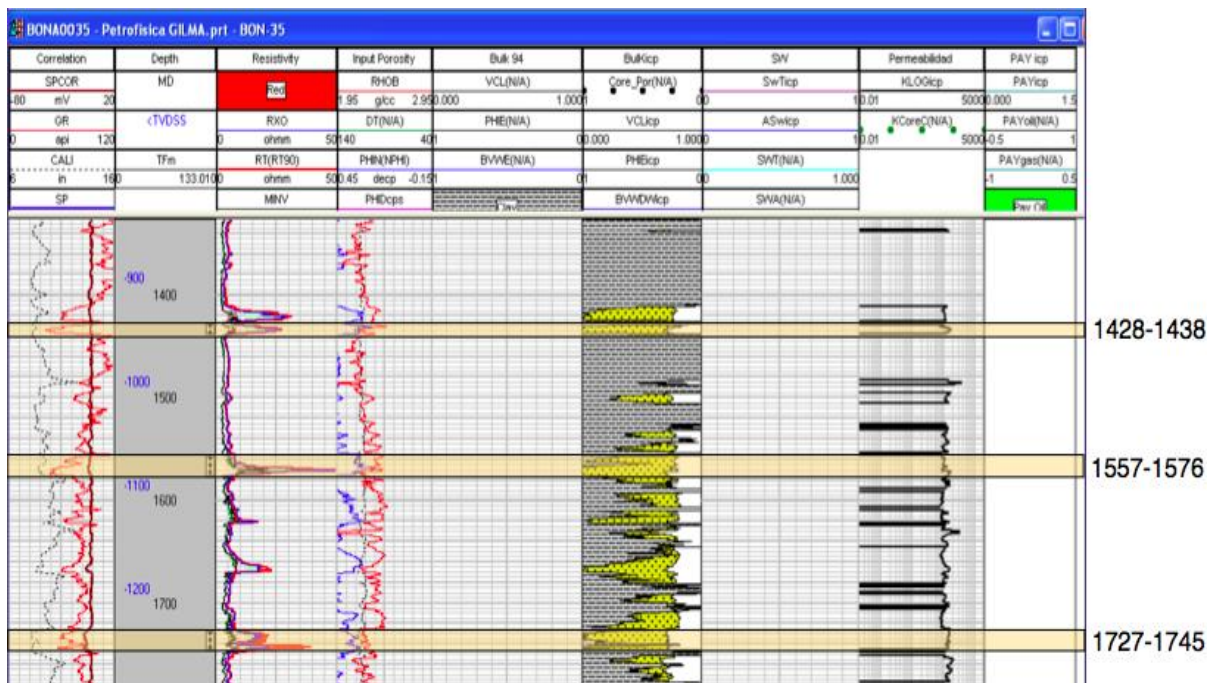 BONA0035 - Petrofisica GILMA.prt - BON-35
Correlation Depth Resistivity Input Porosity Bulk 94 BulKicp SW Permeabilidad PAY icp
SPCOR MD Red RHOB VCL(N/A) Core_Por(N/A) SwTicp KLOGicp PAYicp
-80 mV 20 1.95 g/cc 2.95 0.000 1.000 0.01 5000 0.000 1.5
GR <TVDSS RXO DT(N/A) PHIE(N/A) VCLicp ASwicp KCoreC(N/A) PAYoil(N/A)
0 api 120 0 ohmm 50 140 40 0.000 1.000 0.01 5000 -0.5 1
CALI TFm RT(RT90) PHIN(NPHI) BVWE(N/A) PHIEicp SWT(N/A) PAYgas(N/A)
6 in 16 0 133.010 0 ohmm 50 0.45 decp -0.15 1.000 -1 0.5
SP MINV PHIDcps Clay BVWDWicp SWA(N/A) Pay Oil
-900
1400
1428-1438
-1000
1500
1557-1576
-1100
1600
-1200
1700
1727-1745